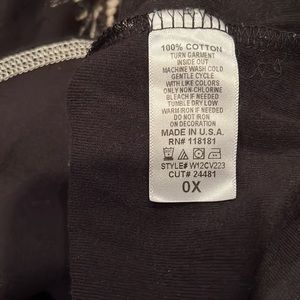 100% COTTON
TURN GARMENT
INSIDE OUT
MACHINE WASH COLD
GENTLE CYCLE
WITH LIKE COLORS
ONLY NON-CHLORINE
BLEACH IF NEEDED
TUMBLE DRY LOW
WARM IRON IF NEEDED
DO NOT IRON
ON DECORATION
MADE IN U.S.A.
RN# 118181
STYLE# W12CV223
CUT# 24481
0X